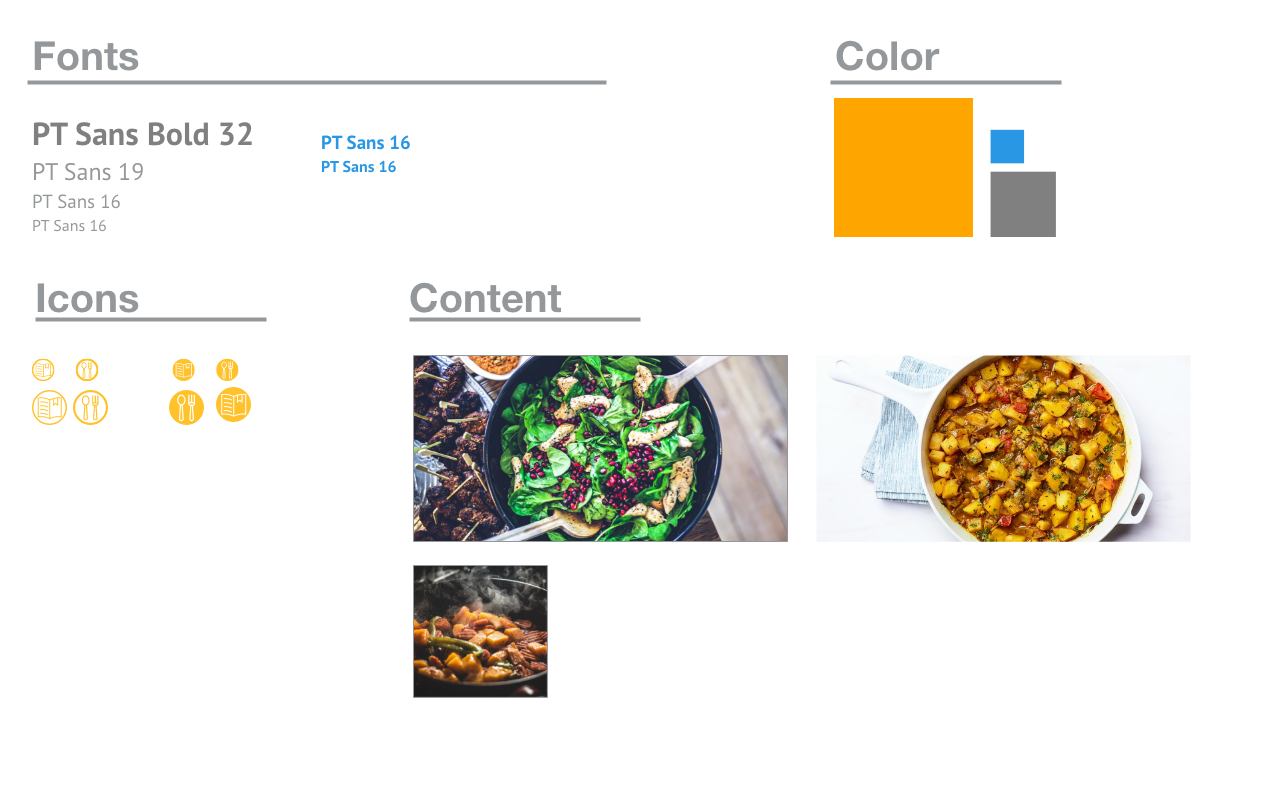 Fonts
PT Sans Bold 32
PT Sans 19
PT Sans 16
PT Sans 16
PT Sans 16
PT Sans 16
Color
Icons
Content